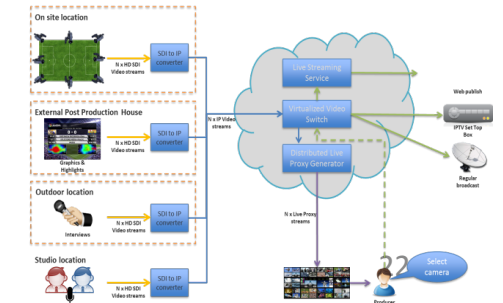 On site location
N x HD SDI
Video streams
SDI to IP
converter
External Post Production House
Graphics &
Highlights
N x HD SDI
Video streams
SDI to IP
converter
Outdoor location
Interviews
N x HD SDI
Video streams
SDI to IP
converter
Studio location
N x HD SDI
Video streams
SDI to IP
converter
N x IP Video
streams
Live Streaming
Service
Virtualized Video
Switch
Distributed Live
Proxy Generator
N x Live Proxy
streams
Web publish
IPTV Set Top
Box
Regular
broadcast
22
Select
camera
Producer